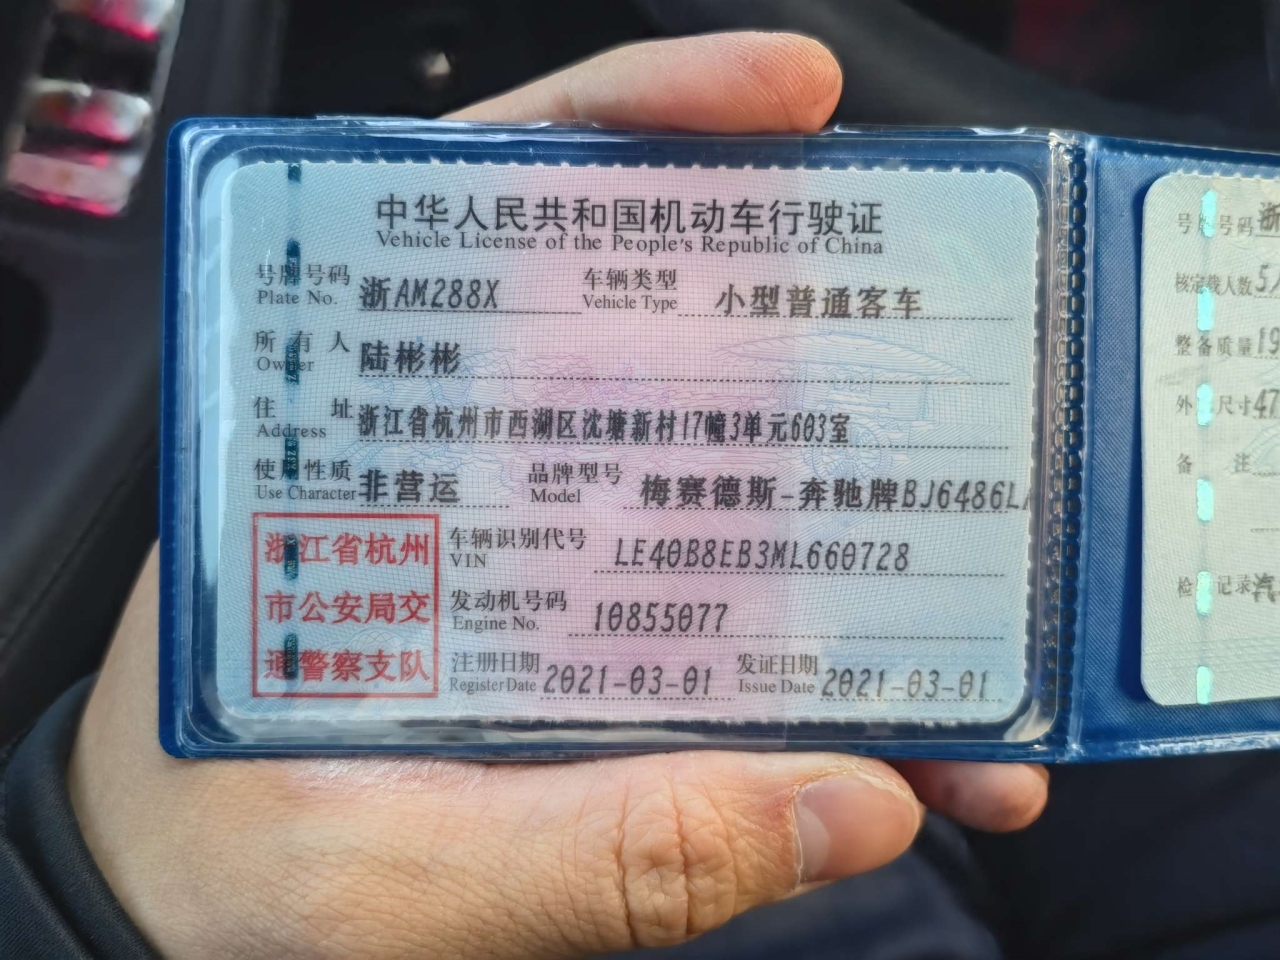 中华人民共和国机动车行驶证
Vehicle License of the People's Republic of China
号牌号码 浙AM288X 车辆类型 小型普通客车
Plate No. Vehicle Type
所有人 陆彬彬
Owner
住址 浙江省杭州市西湖区沈塘新村17幢3单元603室
Address
使用性质 非营运 品牌型号 梅赛德斯-奔驰牌BJ6486L
Use Character Model
浙江省杭州
市公安局交
通警察支队
车辆识别代号 LE40B8EB3ML660728
VIN
发动机号码 10855077
Engine No.
注册日期 2021-03-01 发证日期 2021-03-01
Register Date Issue Date
号牌号码 浙
核定载人数 5
整备质量 19
外廓尺寸 47
备注
检验记录 汽